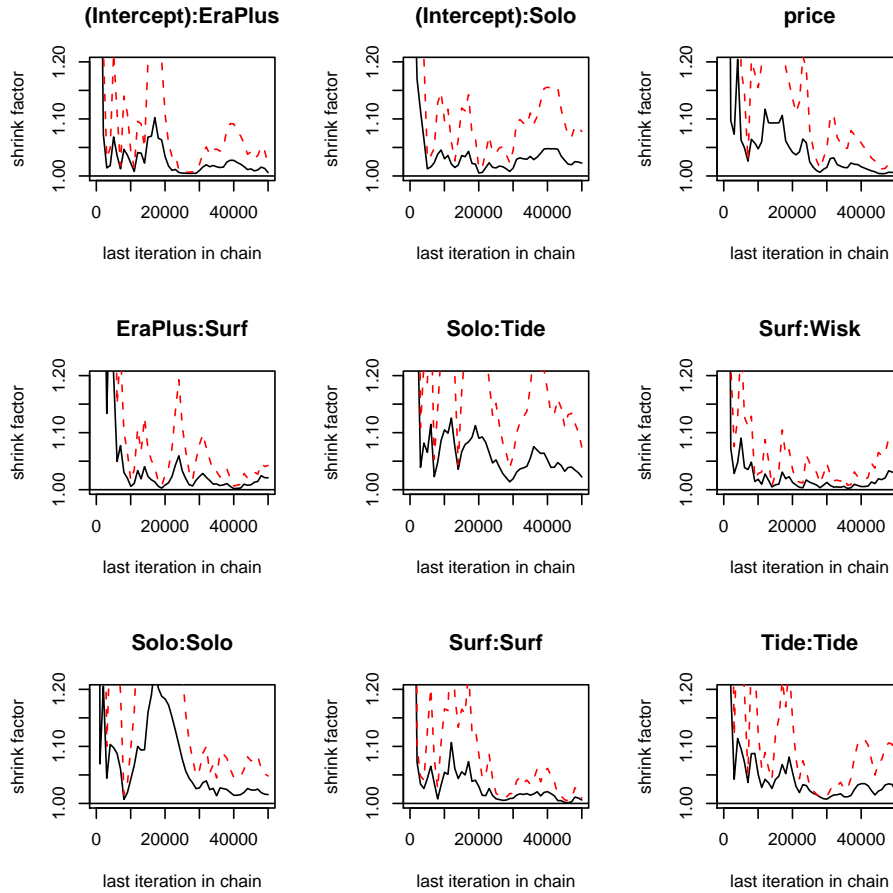 (Intercept):EraPlus
shrink factor
1.00 1.10 1.20
0 20000 40000
last iteration in chain
(Intercept):Solo
shrink factor
1.00 1.10 1.20
0 20000 40000
last iteration in chain
price
shrink factor
1.00 1.10 1.20
0 20000 40000
last iteration in chain
EraPlus:Surf
shrink factor
1.00 1.10 1.20
0 20000 40000
last iteration in chain
Solo:Tide
shrink factor
1.00 1.10 1.20
0 20000 40000
last iteration in chain
Surf:Wisk
shrink factor
1.00 1.10 1.20
0 20000 40000
last iteration in chain
Solo:Solo
shrink factor
1.00 1.10 1.20
0 20000 40000
last iteration in chain
Surf:Surf
shrink factor
1.00 1.10 1.20
0 20000 40000
last iteration in chain
Tide:Tide
shrink factor
1.00 1.10 1.20
0 20000 40000
last iteration in chain